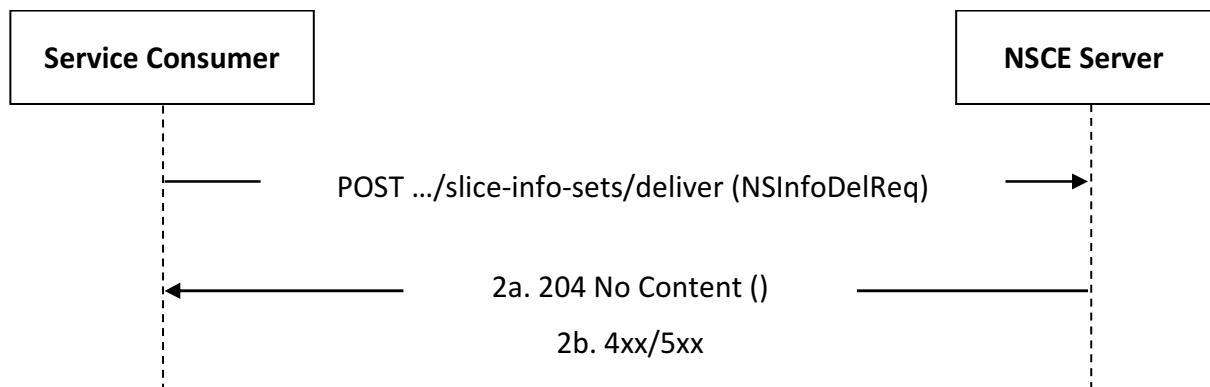 Service Consumer
NSCE Server
POST .../slice-info-sets/deliver (NSInfoDelReq)
2a. 204 No Content ()
2b. 4xx/5xx